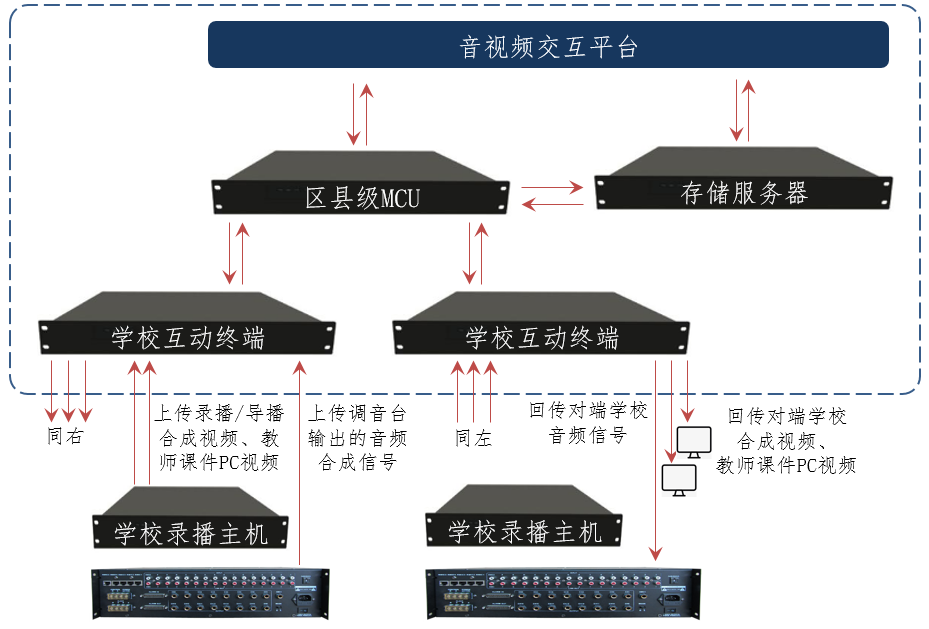 音视频交互平台
区县级MCU
存储服务器
学校互动终端
学校互动终端
同右
上传录播/导播
合成视频、教
师课件PC视频
上传调音台
输出的音频
合成信号
同左
回传对端学校
音频信号
回传对端学校
合成视频、
教师课件PC视频
学校录播主机
学校录播主机